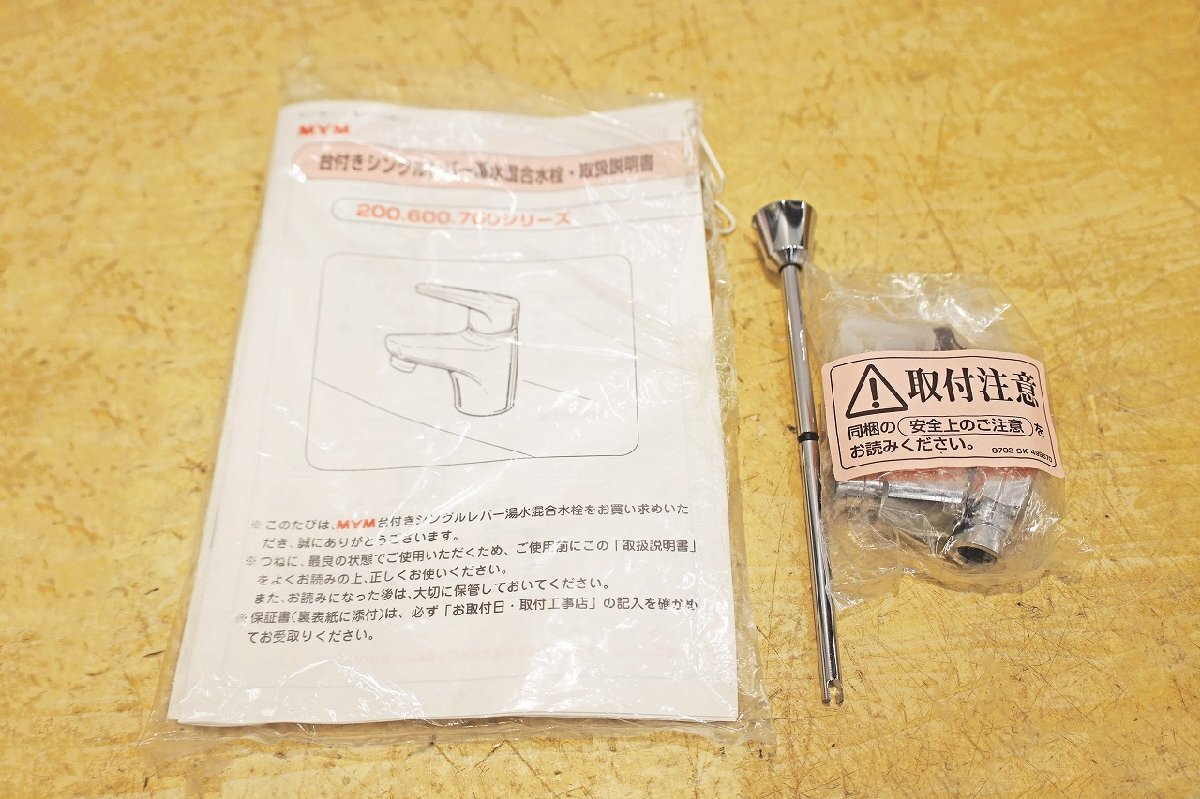 MYM
台付きシングルレバー湯水混合水栓・取扱説明書
200.600.700シリーズ
※このたびは、MYM台付きシングルレバー湯水混合水栓をお買い求めいた
だき、誠にありがとうございます。
※つねに、最良の状態でご使用いただくため、ご使用前にこの「取扱説明書」
をよくお読みの上、正しくお使いください。
また、お読みになった後は、大切に保管しておいてください。
※保証書(裏表紙に添付)は、必ず「お取付日・取付工事店」の記入を確かめ
てお受取りください。
取付注意
同梱の(安全上のご注意)を
お読みください。
0702 GK